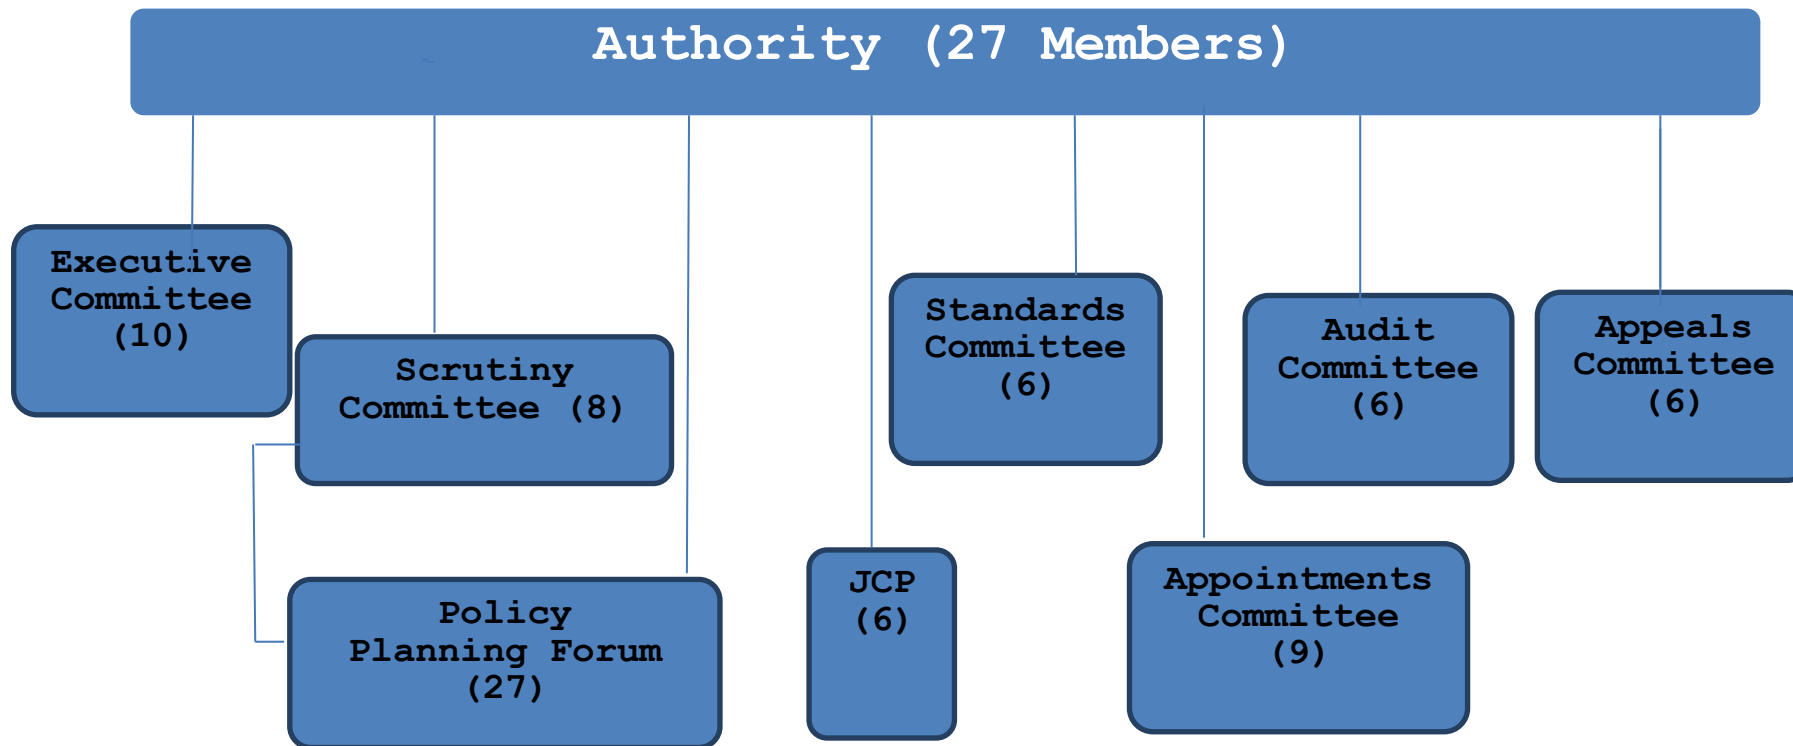 Authority (27 Members)
Executive
Committee
(10)
Scrutiny
Committee (8)
Policy
Planning Forum
(27)
JCP
(6)
Standards
Committee
(6)
Appointments
Committee
(9)
Audit
Committee
(6)
Appeals
Committee
(6)